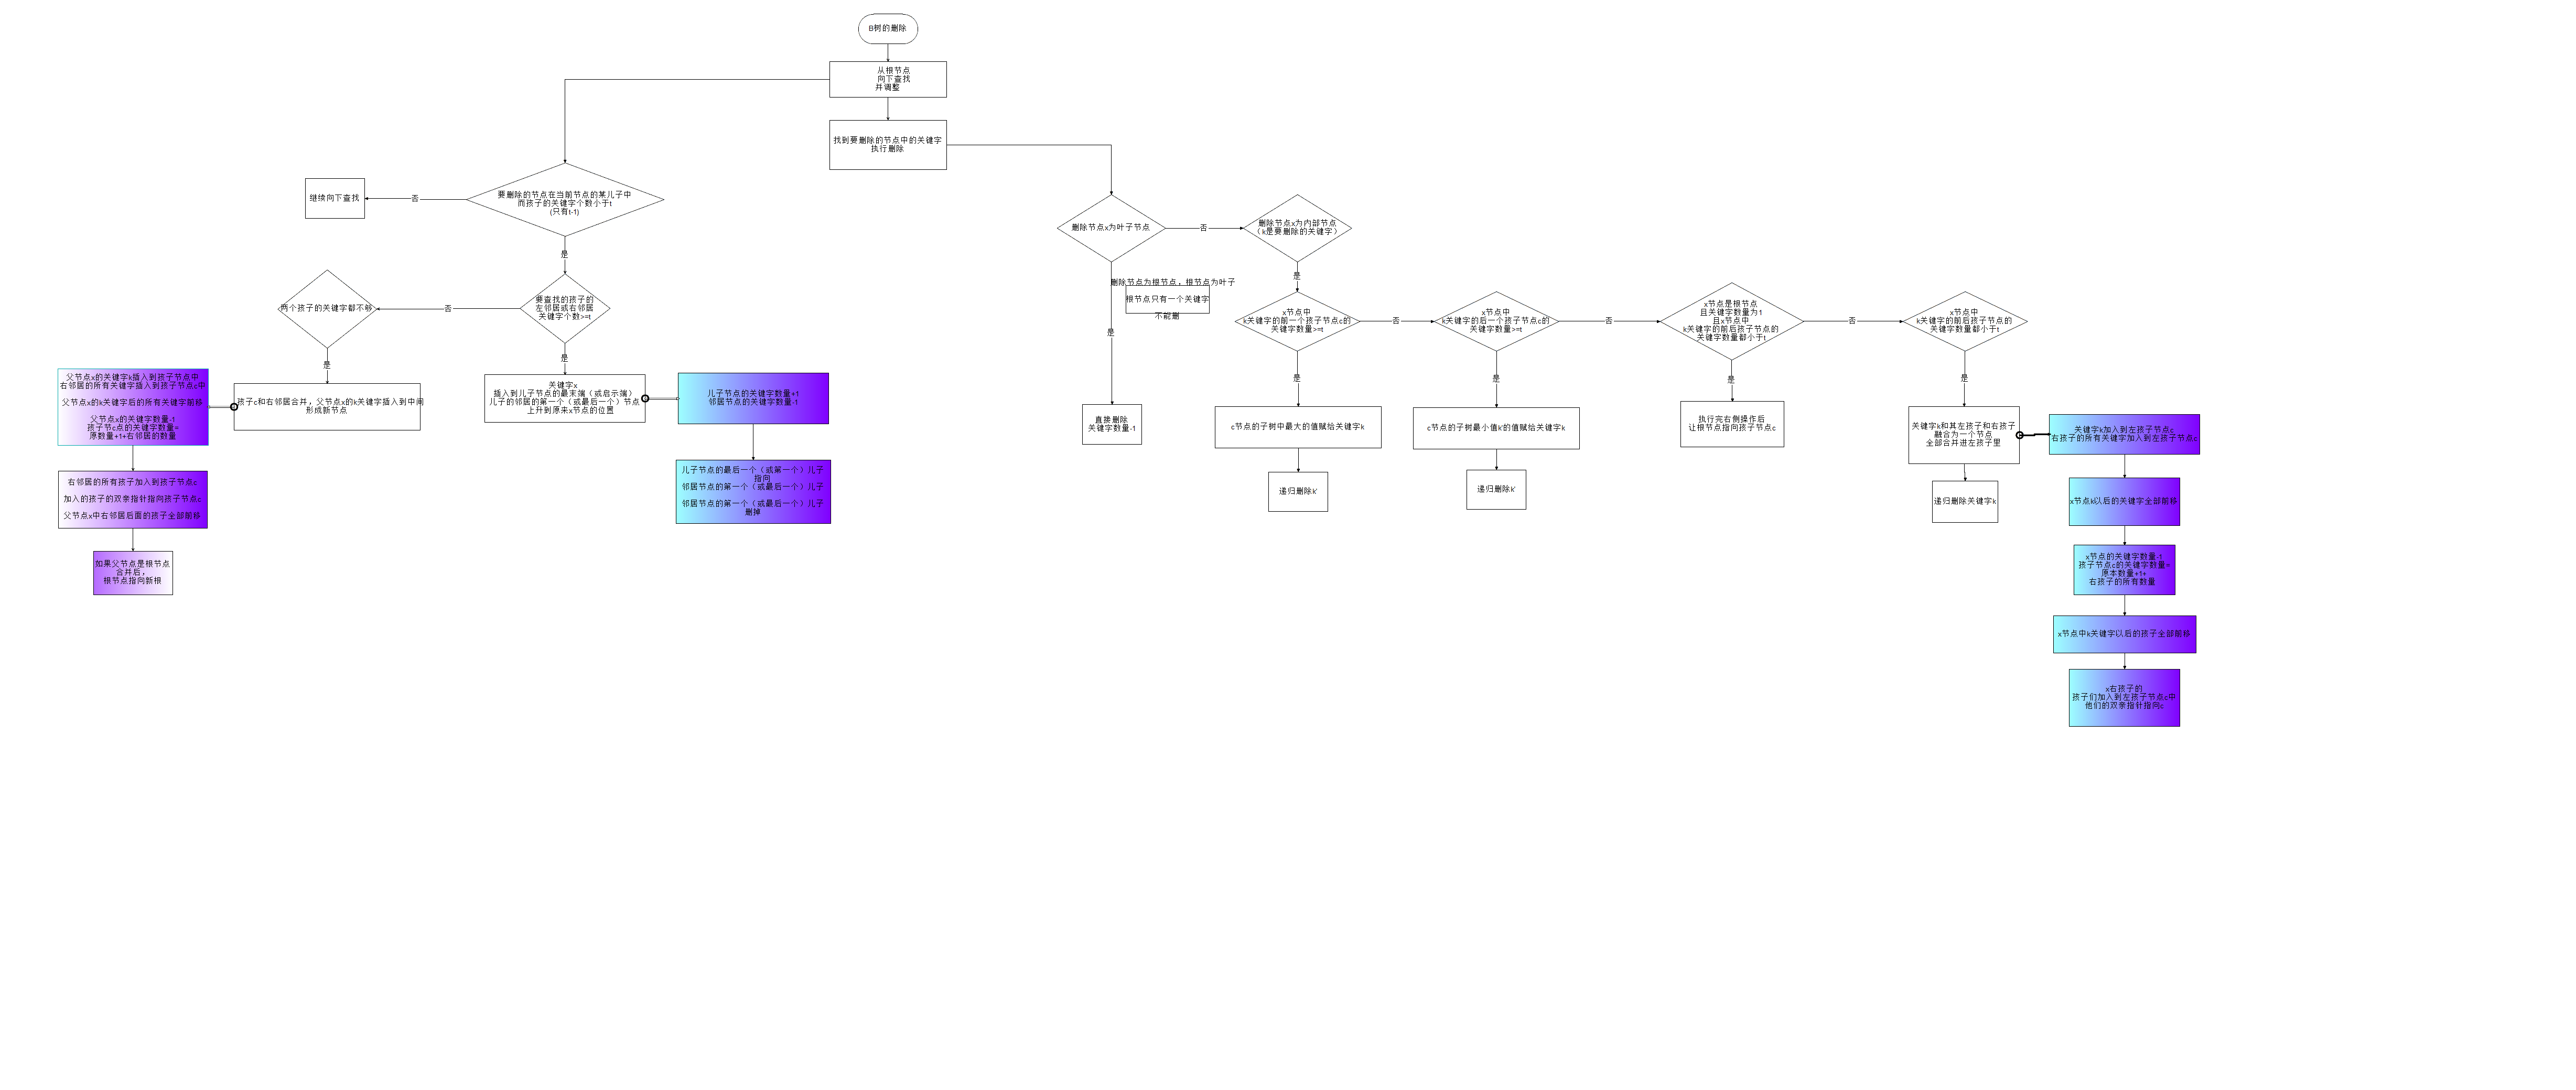 B树的删除
从根节点
向下查找
并调整
找到要删除的节点中的关键字
执行删除
要删除的节点在当前节点的某儿子中
而孩子的关键字个数小于t
(只有t-1)
否
继续向下查找
是
要查找的孩子的
左邻居或右邻居
关键字个数>=t
否
两个孩子的关键字都不够
是
孩子c和右邻居合并，父节点x的k关键字插入到中间
形成新节点
父节点x的关键字k插入到孩子节点中
右邻居的所有关键字插入到孩子节点c中
父节点x的k关键字后的所有关键字前移
父节点x的关键字数量-1
孩子节c点的关键字数量=
原数量+1+右邻居的数量
右邻居的所有孩子加入到孩子节点c
加入的孩子的双亲指针指向孩子节点c
父节点x中右邻居后面的孩子全部前移
如果父节点是根节点
合并后，
根节点指向新根
是
关键字x
插入到儿子节点的最末端（或启示端）
儿子的邻居的第一个（或最后一个）节点
上升到原来x节点的位置
儿子节点的关键字数量+1
邻居节点的关键字数量-1
儿子节点的最后一个（或第一个）儿子
指向
邻居节点的第一个（或最后一个）儿子
邻居节点的第一个（或最后一个）儿子
删掉
删除节点x为叶子节点
否
删除节点x为内部节点
（k是要删除的关键字）
是
直接删除
关键字数量-1
删除节点为根节点，根节点为叶子
根节点只有一个关键字
不能删
是
x节点中
k关键字的前一个孩子节点c的
关键字数量>=t
否
x节点中
k关键字的后一个孩子节点c的
关键字数量>=t
否
x节点是根节点
且关键字数量为1
且x节点中
k关键字的前后孩子节点的
关键字数量都小于t
否
x节点中
k关键字的前后孩子节点的
关键字数量都小于t
是
c节点的子树中最大的值赋给关键字k
递归删除k'
是
c节点的子树最小值k'的值赋给关键字k
递归删除k'
是
执行完右侧操作后
让根节点指向孩子节点c
是
关键字k和其左孩子和右孩子
融合为一个节点
全部合并进左孩子里
递归删除关键字k
关键字k加入到左孩子节点c
右孩子的所有关键字加入到左孩子节点c
x节点k以后的关键字全部前移
x节点的关键字数量-1
孩子节点c的关键字数量=
原本数量+1+
右孩子的所有数量
x节点中k关键字以后的孩子全部前移
x右孩子的
孩子们加入到左孩子节点c中
他们的双亲指针指向c